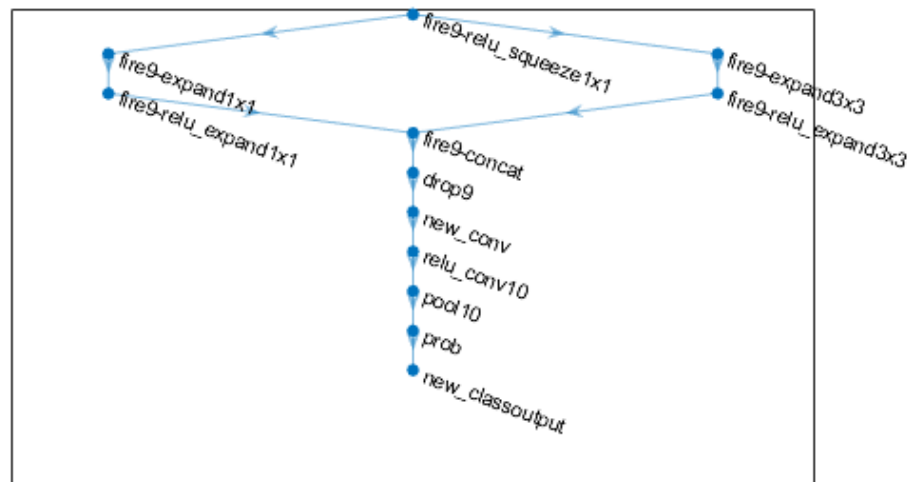 fire9-relu_squeeze1x1
fire9-expand1x1
fire9-expand3x3
fire9-relu_expand1x1
fire9-relu_expand3x3
fire9-concat
drop9
new_conv
relu_conv10
pool10
prob
new_classoutput